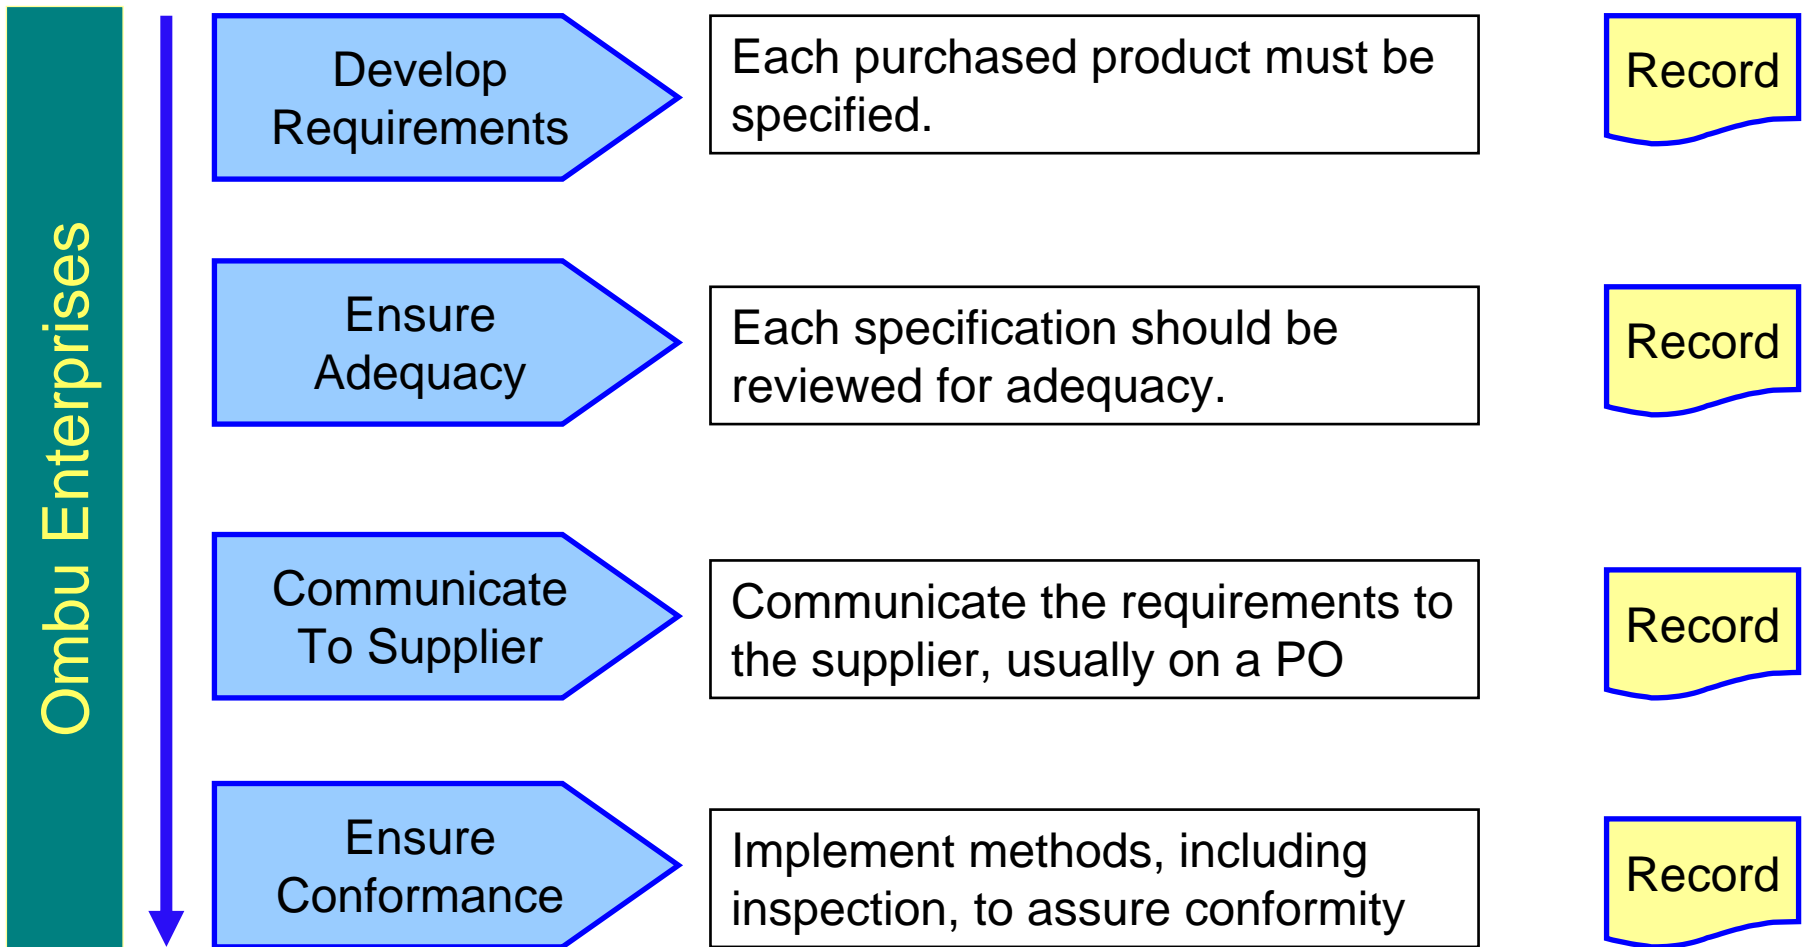 Ombu Enterprises
Develop
Requirements
Each purchased product must be
specified.
Record
Ensure
Adequacy
Each specification should be
reviewed for adequacy.
Record
Communicate
To Supplier
Communicate the requirements to
the supplier, usually on a PO
Record
Ensure
Conformance
Implement methods, including
inspection, to assure conformity
Record